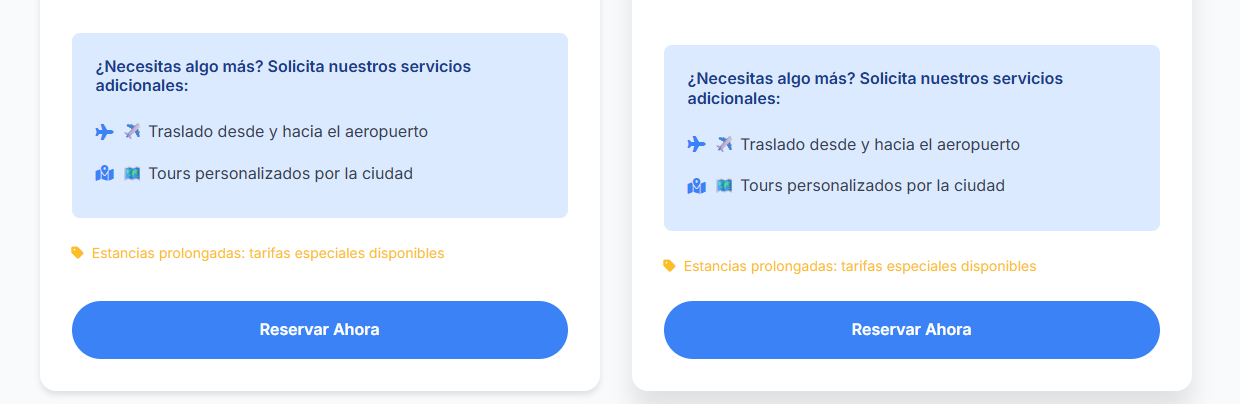 ¿Necesitas algo más? Solicita nuestros servicios
adicionales:
✈️ Traslado desde y hacia el aeropuerto
🗺️ Tours personalizados por la ciudad
Estancias prolongadas: tarifas especiales disponibles
Reservar Ahora
¿Necesitas algo más? Solicita nuestros servicios
adicionales:
✈️ Traslado desde y hacia el aeropuerto
🗺️ Tours personalizados por la ciudad
Estancias prolongadas: tarifas especiales disponibles
Reservar Ahora